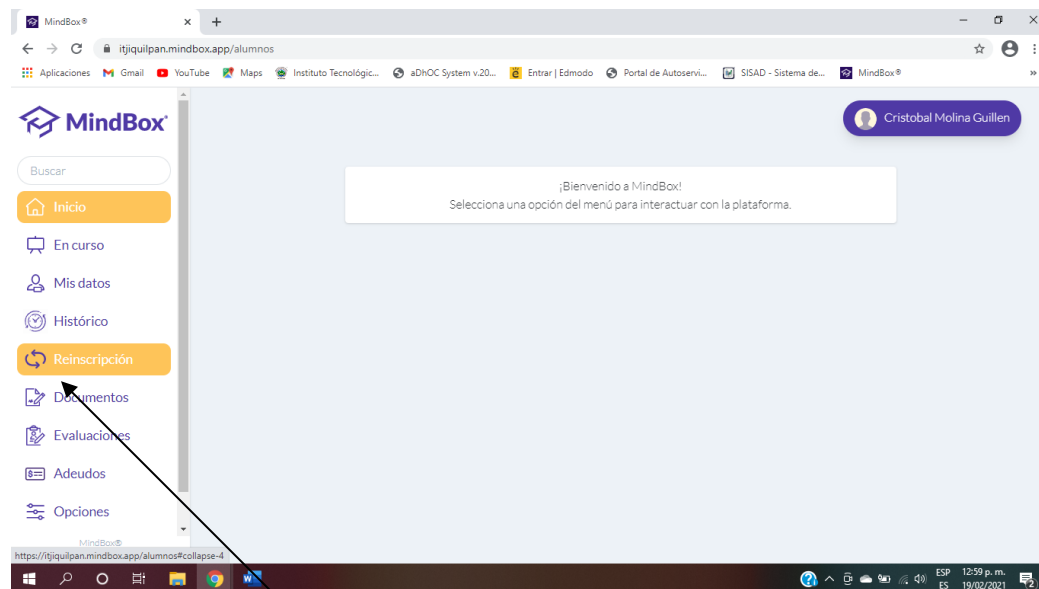 MindBox®
itjiquilpan.mindbox.app/alumnos
Aplicaciones Gmail YouTube Maps Instituto Tecnológic... aDhOC System v.20... Entrar | Edmodo Portal de Autoservi... SISAD - Sistema de... MindBox® »
MindBox®
Cristobal Molina Guillen
Buscar
¡Bienvenido a MindBox!
Selecciona una opción del menú para interactuar con la plataforma.
Inicio
En curso
Mis datos
Histórico
Reinscripción
Documentos
Evaluaciones
Adeudos
Opciones
MindBox®
https://itjiquilpan.mindbox.app/alumnos#collapse-4
ESP 12:59 p. m.
ES 19/02/2021
2